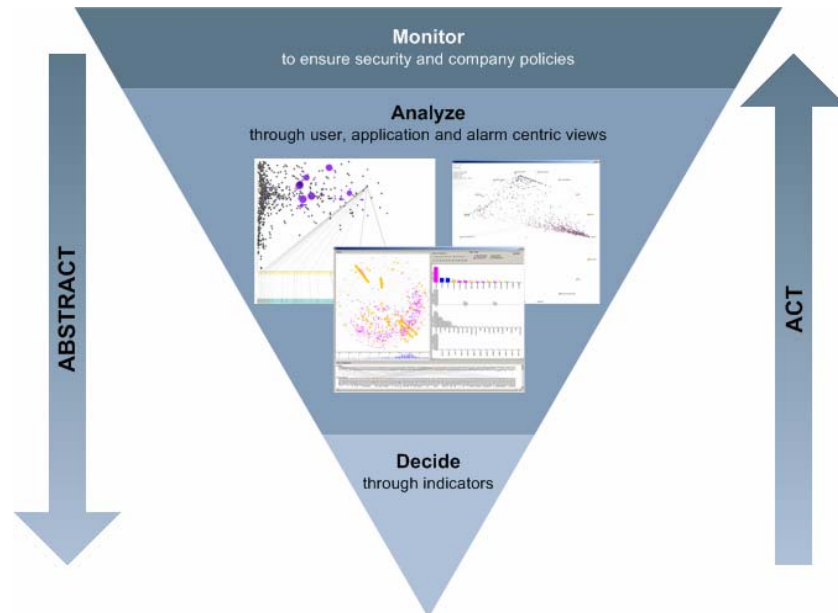 Monitor
to ensure security and company policies
Analyze
through user, application and alarm centric views
ABSTRACT
ACT
Decide
through indicators